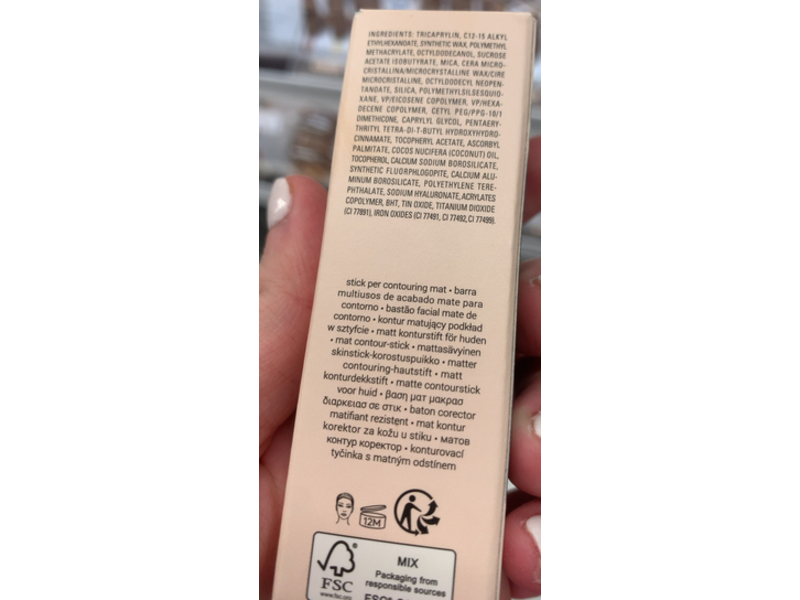 INGREDIENTS: TRICAPRYLIN, C12-15 ALKYL
ETHYLHEXANOATE, SYNTHETIC WAX, POLYMETHYL
METHACRYLATE, OCTYLDODECANOL, SUCROSE
ACETATE ISOBUTYRATE, MICA, CERA MICRO-
CRISTALLINA/MICROCRYSTALLINE WAX/CIRE
MICROCRISTALLINE, OCTYLDODECYL NEOPEN-
TANOATE, SILICA, POLYMETHYLSILSESQUIO-
XANE, VP/EICOSENE COPOLYMER, VP/HEXA-
DECENE COPOLYMER, CETYL PEG/PPG-10/1
DIMETHICONE, CAPRYLYL GLYCOL, PENTAERY-
THRITYL TETRA-DI-T-BUTYL HYDROXYHYDRO-
CINNAMATE, TOCOPHERYL ACETATE, ASCORBYL
PALMITATE, COCOS NUCIFERA (COCONUT) OIL,
TOCOPHEROL, CALCIUM SODIUM BOROSILICATE,
SYNTHETIC FLUORPHLOGOPITE, CALCIUM ALU-
MINUM BOROSILICATE, POLYETHYLENE TERE-
PHTHALATE, SODIUM HYALURONATE, ACRYLATES
COPOLYMER, BHT, TIN OXIDE, TITANIUM DIOXIDE
(CI 77891), IRON OXIDES (CI 77491, CI 77492, CI 77499).
stick per contouring mat • barra
multiusos de acabado mate para
contorno • bastão facial mate de
contorno • kontur matujący podkład
w sztyfcie • matt konturstift för huden
• mat contour-stick • mattasävyinen
skinstick-korostuspuikko • matter
contouring-hautstift • matt
konturdekkstift • matte contourstick
voor huid • βαση ματ μακρασ
διαρκειασ σε στικ • baton corector
matifiant rezistent • mat kontur
korektor za kožu u stiku • матов
контур коректор • konturovací
tyčinka s matným odstínem
12M
FSC
www.fsc.org
MIX
Packaging from
responsible sources